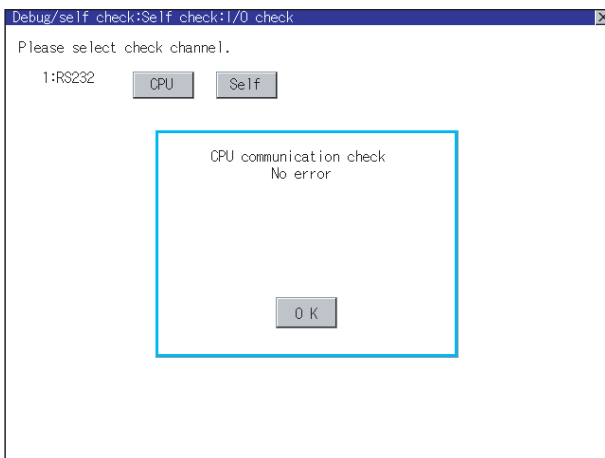 Debug/self check:Self check:I/O check
Please select check channel.
1:RS232 CPU Self
CPU communication check
No error
O K